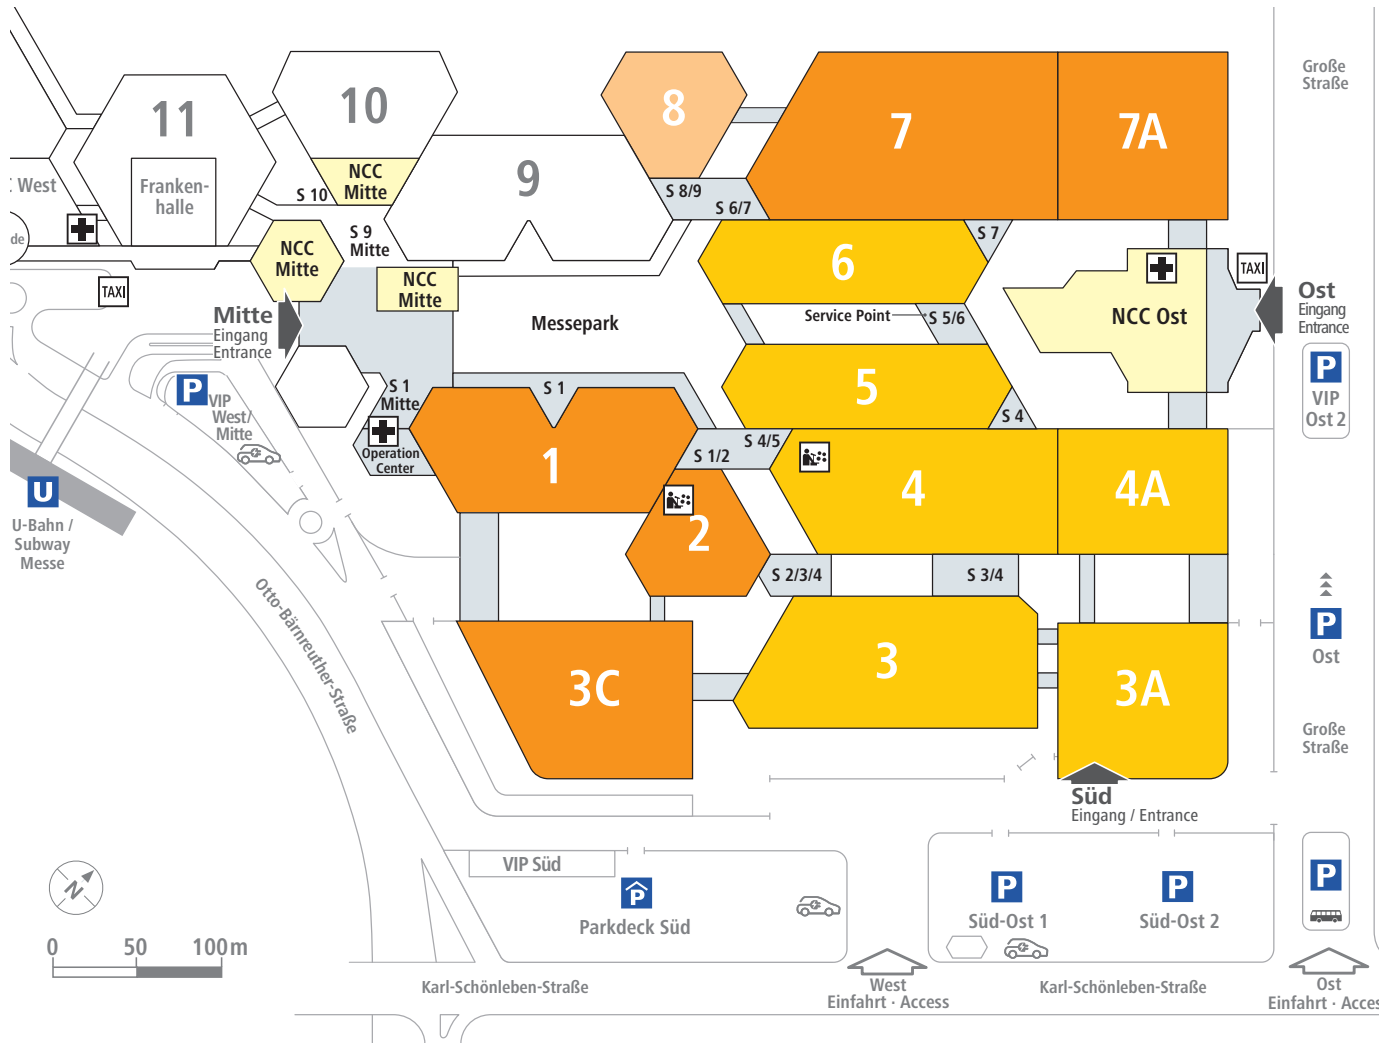 11
Franken-
halle
West
de
10
NCC
Mitte
S 10
9
S 9
Mitte
NCC
Mitte
NCC
Mitte
8
S 8/9
S 6/7
7
7A
Große
Straße
6
S 7
Service Point
S 5/6
NCC Ost
TAXI
Ost
Eingang
Entrance
P
VIP
Ost 2
TAXI
Mitte
Eingang
Entrance
Messepark
5
S 4
P
VIP
West/
Mitte
S 1
Mitte
S 1
Operation
Center
1
S 1/2
S 4/5
2
4
4A
U
U-Bahn /
Subway
Messe
S 2/3/4
S 3/4
Otto-Bärnreuther-Straße
3C
3
3A
P
Ost
Große
Straße
Süd
Eingang / Entrance
VIP Süd
P
Parkdeck Süd
P
Süd-Ost 1
P
Süd-Ost 2
P
N
0 50 100 m
Karl-Schönleben-Straße
West
Einfahrt · Access
Karl-Schönleben-Straße
Ost
Einfahrt · Access